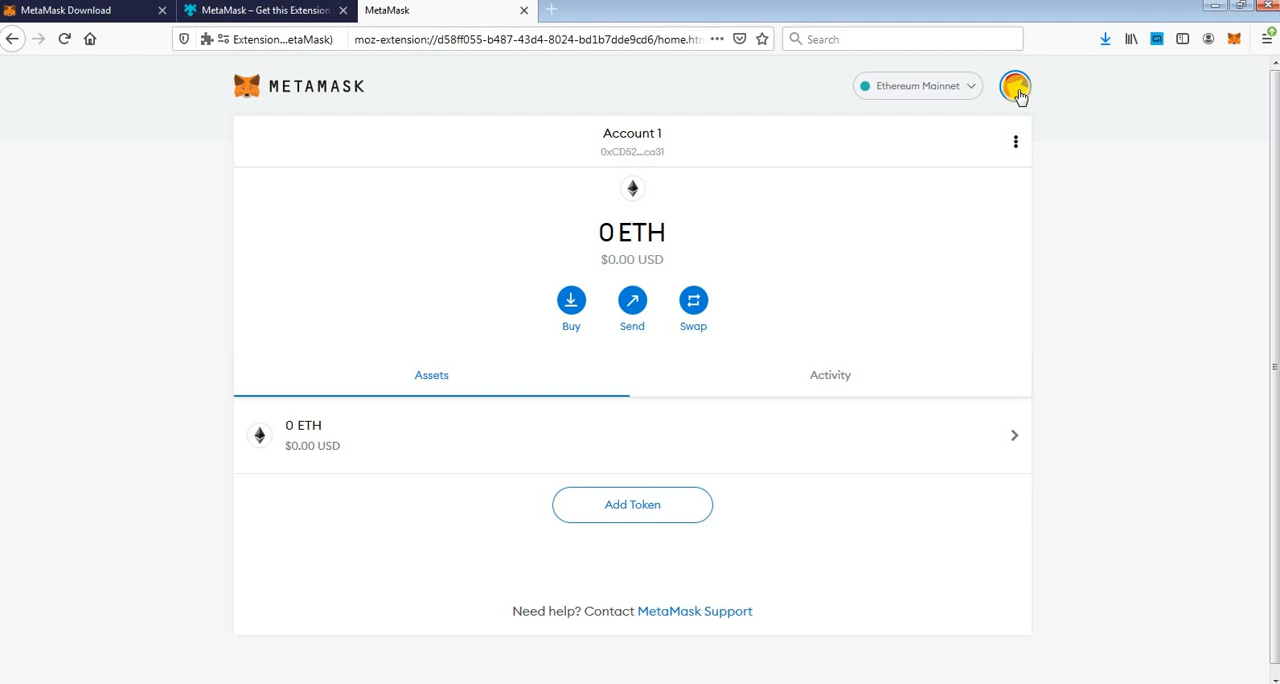 MetaMask Download
MetaMask – Get this Extension
MetaMask
Extension...etaMask)
moz-extension://d58ff055-b487-43d4-8024-bd1b7dde9cd6/home.ht
Search
METAMASK
Ethereum Mainnet
Account 1
0xCD52...ca31
0 ETH
$0.00 USD
Buy
Send
Swap
Assets
Activity
0 ETH
$0.00 USD
Add Token
Need help? Contact MetaMask Support